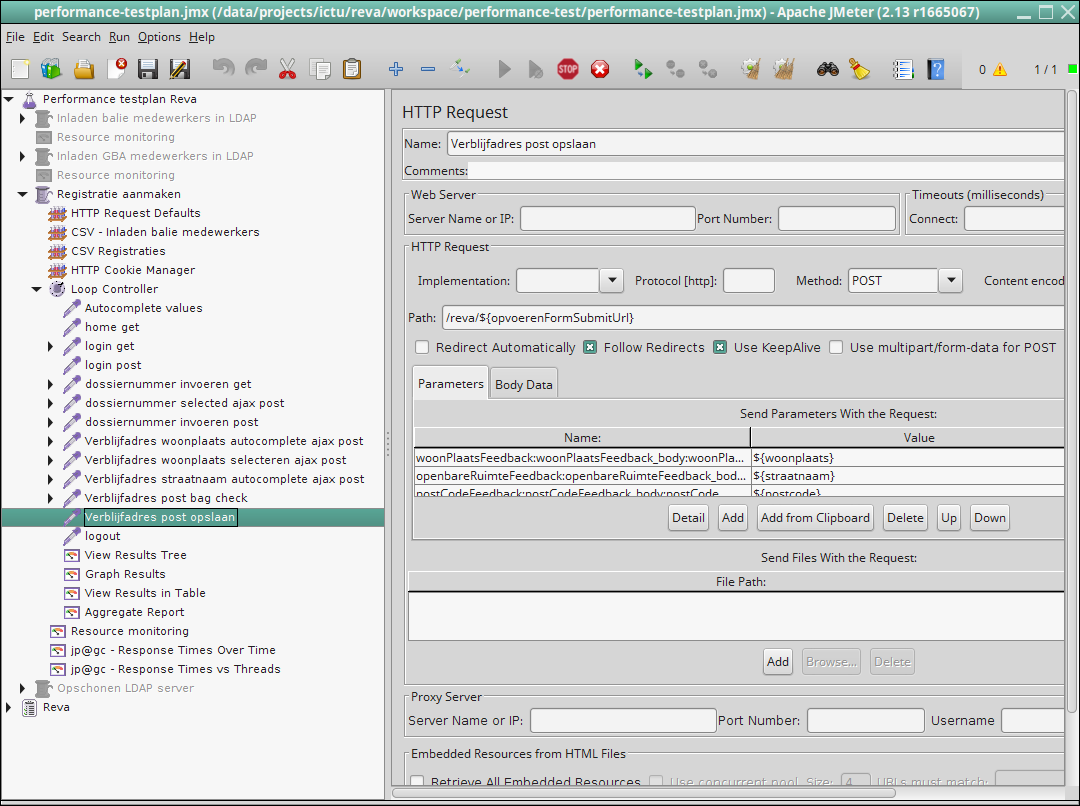 performance-testplan.jmx (/data/projects/ictu/reva/workspace/performance-test/performance-testplan.jmx) - Apache JMeter (2.13 r1665067)
File Edit Search Run Options Help
STOP
0
1 / 1
Performance testplan Reva
Inladen balie medewerkers in LDAP
Resource monitoring
Inladen GBA medewerkers in LDAP
Resource monitoring
Registratie aanmaken
HTTP Request Defaults
CSV - Inladen balie medewerkers
CSV Registraties
HTTP Cookie Manager
Loop Controller
Autocomplete values
home get
login get
login post
dossiernummer invoeren get
dossiernummer selected ajax post
dossiernummer invoeren post
Verblijfadres woonplaats autocomplete ajax post
Verblijfadres woonplaats selecteren ajax post
Verblijfadres straatnaam autocomplete ajax post
Verblijfadres post bag check
Verblijfadres post opslaan
logout
View Results Tree
Graph Results
View Results in Table
Aggregate Report
Resource monitoring
jp@gc - Response Times Over Time
jp@gc - Response Times vs Threads
Opschonen LDAP server
Reva
HTTP Request
Name: Verblijfadres post opslaan
Comments:
Web Server
Server Name or IP: Port Number:
Timeouts (milliseconds)
Connect:
HTTP Request
Implementation: Protocol [http]: Method: POST Content encod
Path: /reva/${opvoerenFormSubmitUrl}
Redirect Automatically Follow Redirects Use KeepAlive Use multipart/form-data for POST
Parameters Body Data
Send Parameters With the Request:
Name: Value
woonPlaatsFeedback:woonPlaatsFeedback_body:woonPla... ${woonplaats}
openbareRuimteFeedback:openbareRuimteFeedback_bod... ${straatnaam}
postCodeFeedback:postCodeFeedback_body:postCode ${postcode}
Detail Add Add from Clipboard Delete Up Down
Send Files With the Request:
File Path:
Add Browse... Delete
Proxy Server
Server Name or IP: Port Number: Username
Embedded Resources from HTML Files
Retrieve All Embedded Resources Use concurrent pool. Size: 4 URLs must match: